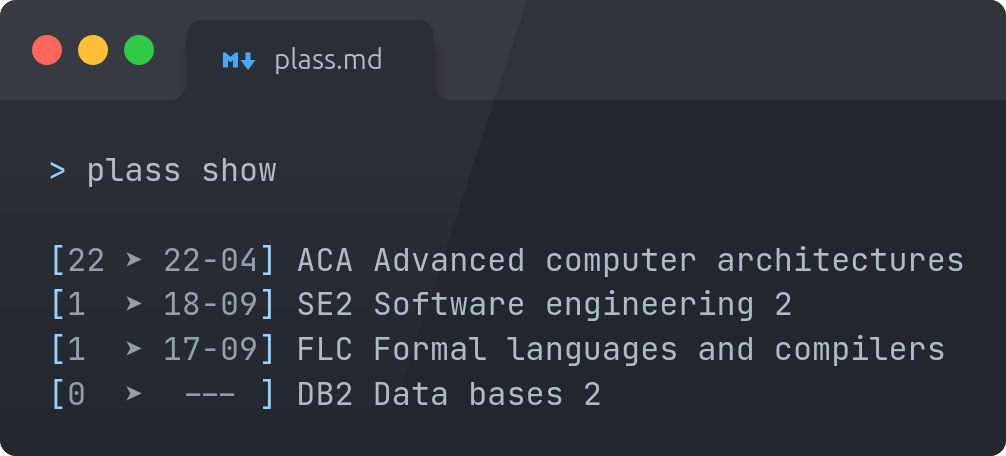 plass.md
> plass show
[22 ➤ 22-04] ACA Advanced computer architectures
[1  ➤ 18-09] SE2 Software engineering 2
[1  ➤ 17-09] FLC Formal languages and compilers
[0  ➤  --- ] DB2 Data bases 2